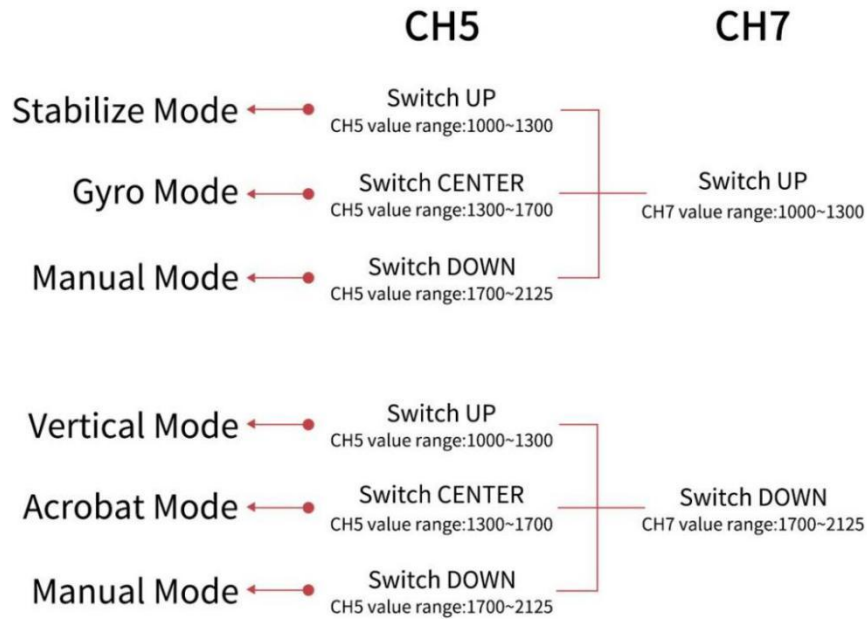 CH5 CH7
Switch UP
Stabilize Mode
CH5 value range:1000~1300
Switch CENTER
Gyro Mode
CH5 value range:1300~1700
Switch UP
CH7 value range:1000~1300
Switch DOWN
Manual Mode
CH5 value range:1700~2125
Switch UP
Vertical Mode
CH5 value range:1000~1300
Switch CENTER
Acrobat Mode
CH5 value range:1300~1700
Switch DOWN
CH7 value range:1700~2125
Switch DOWN
Manual Mode
CH5 value range:1700~2125